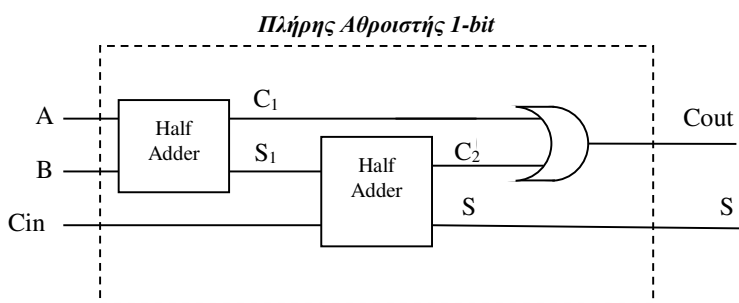 Πλήρης Αθροιστής 1-bit
A
B
Cin
Half
Adder
C₁
S₁
Half
Adder
C₂
S
Cout
S